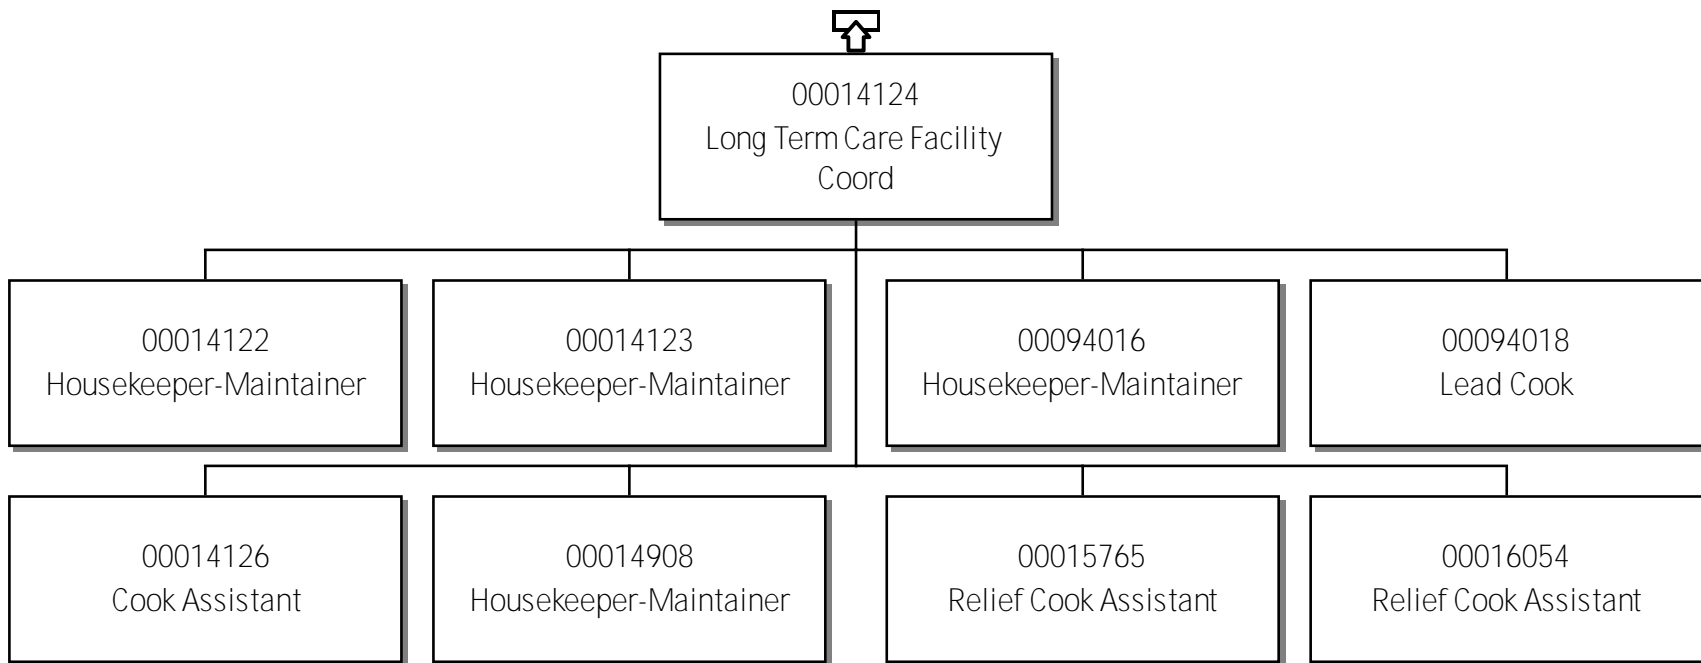 00014124
Long Term Care Facility
Coord
00014122
Housekeeper-Maintainer
00014123
Housekeeper-Maintainer
00094016
Housekeeper-Maintainer
00094018
Lead Cook
00014126
Cook Assistant
00014908
Housekeeper-Maintainer
00015765
Relief Cook Assistant
00016054
Relief Cook Assistant